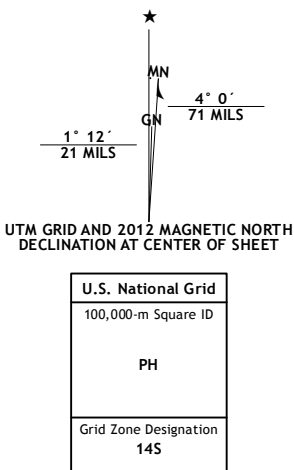 ★
MN
4° 0´
71 MILS
GN
1° 12´
21 MILS
UTM GRID AND 2012 MAGNETIC NORTH
DECLINATION AT CENTER OF SHEET
U.S. National Grid
100,000-m Square ID
PH
Grid Zone Designation
14S